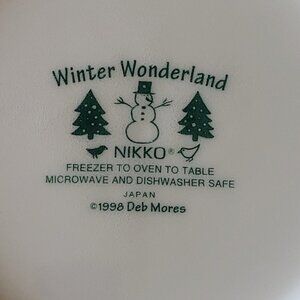 Winter Wonderland
NIKKO®
FREEZER TO OVEN TO TABLE
MICROWAVE AND DISHWASHER SAFE
JAPAN
©1998 Deb Mores